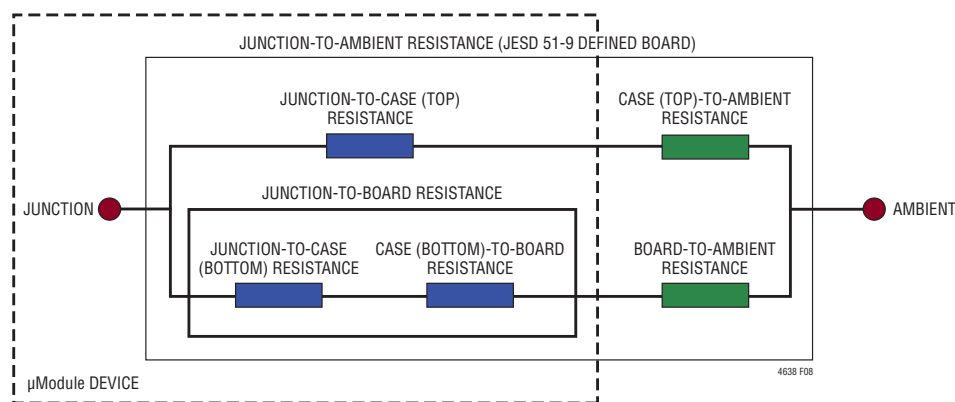 JUNCTION-TO-AMBIENT RESISTANCE (JESD 51-9 DEFINED BOARD)
JUNCTION-TO-CASE (TOP)
RESISTANCE
CASE (TOP)-TO-AMBIENT
RESISTANCE
JUNCTION-TO-BOARD RESISTANCE
JUNCTION
AMBIENT
JUNCTION-TO-CASE
(BOTTOM) RESISTANCE
CASE (BOTTOM)-TO-BOARD
RESISTANCE
BOARD-TO-AMBIENT
RESISTANCE
4638 F08
µModule DEVICE